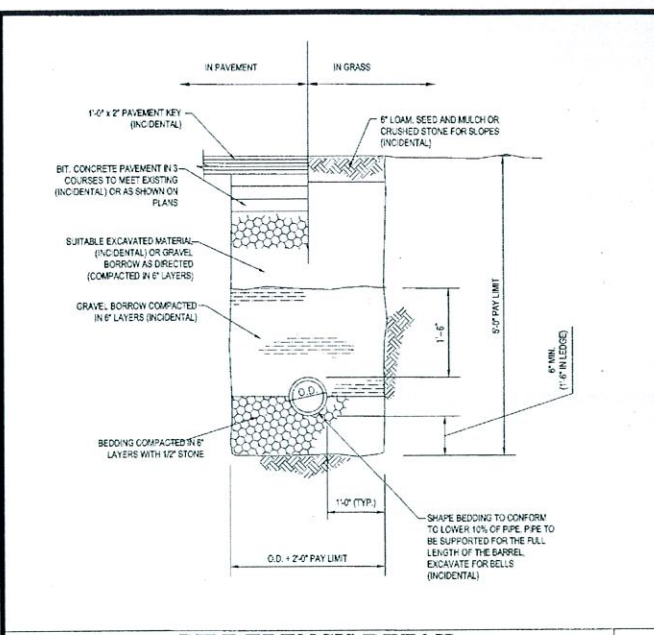 IN PAVEMENT
IN GRASS
1'-0" x 2" PAVEMENT KEY
(INCIDENTAL)
6" LOAM, SEED AND MULCH OR
CRUSHED STONE FOR SLOPES
(INCIDENTAL)
BIT. CONCRETE PAVEMENT IN 3
COURSES TO MEET EXISTING
(INCIDENTAL) OR AS SHOWN ON
PLANS
SUITABLE EXCAVATED MATERIAL
(INCIDENTAL) OR GRAVEL
BORROW AS DIRECTED
(COMPACTED IN 6" LAYERS)
GRAVEL BORROW COMPACTED
IN 6" LAYERS (INCIDENTAL)
1'-6"
5'-0" PAY LIMIT
6" MIN.
(1'-6" IN LEDGE)
O.D.
BEDDING COMPACTED IN 6"
LAYERS WITH 1/2" STONE
1'-0" (TYP.)
O.D. + 2'-0" PAY LIMIT
SHAPE BEDDING TO CONFORM
TO LOWER 10% OF PIPE. PIPE TO
BE SUPPORTED FOR THE FULL
LENGTH OF THE BARREL.
EXCAVATE FOR BELLS
(INCIDENTAL)